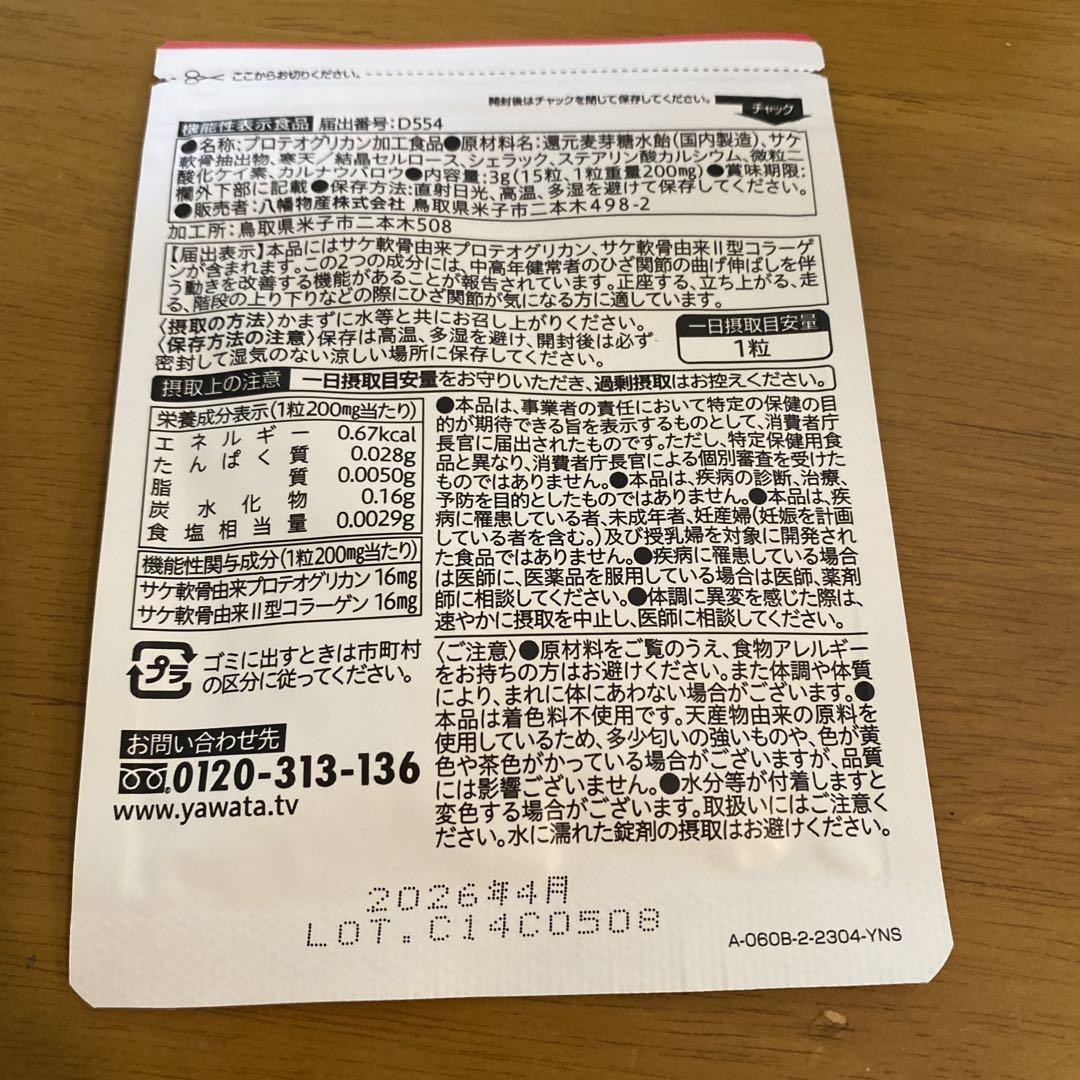 ここからお切りください。
開封後はチャックを閉じて保存してください。
チャック
機能性表示食品 届出番号:D554
●名称:プロテオグリカン加工食品●原材料名:還元麦芽糖水飴(国内製造)、サケ
軟骨抽出物、寒天/結晶セルロース、シェラック、ステアリン酸カルシウム、微粒二
酸化ケイ素、カルナウバロウ●内容量:3g(15粒、1粒重量200mg)●賞味期限:
欄外下部に記載●保存方法:直射日光、高温、多湿を避けて保存してください。
●販売者:八幡物産株式会社 鳥取県米子市二本木498-2
加工所:鳥取県米子市二本木508
【届出表示】本品にはサケ軟骨由来プロテオグリカン、サケ軟骨由来Ⅱ型コラーゲ
ンが含まれます。この2つの成分には、中高年健常者のひざ関節の曲げ伸ばしを伴
う動きを改善する機能があることが報告されています。正座する、立ち上がる、走
る、階段の上り下りなどの際にひざ関節が気になる方に適しています。
〈摂取の方法〉かまずに水等と共にお召し上がりください。
〈保存方法の注意〉保存は高温、多湿を避け、開封後は必ず
密封して湿気のない涼しい場所に保存してください。
一日摂取目安量
1粒
摂取上の注意 一日摂取目安量をお守りいただき、過剰摂取はお控えください。
栄養成分表示(1粒200mg当たり)
エネルギー 0.67kcal
たんぱく質 0.028g
脂質 0.0050g
炭水化物 0.16g
食塩相当量 0.0029g
機能性関与成分(1粒200mg当たり)
サケ軟骨由来プロテオグリカン 16mg
サケ軟骨由来Ⅱ型コラーゲン 16mg
●本品は、事業者の責任において特定の保健の目
的が期待できる旨を表示するものとして、消費者庁
長官に届出されたものです。ただし、特定保健用食
品と異なり、消費者庁長官による個別審査を受けた
ものではありません。●本品は、疾病の診断、治療、
予防を目的としたものではありません。●本品は、疾
病に罹患している者、未成年者、妊産婦(妊娠を計画
している者を含む。)及び授乳婦を対象に開発され
た食品ではありません。●疾病に罹患している場合
は医師に、医薬品を服用している場合は医師、薬剤
師に相談してください。●体調に異変を感じた際は、
速やかに摂取を中止し、医師に相談してください。
プラ
ゴミに出すときは市町村
の区分に従ってください。
お問い合わせ先
0120-313-136
www.yawata.tv
〈ご注意〉●原材料をご覧のうえ、食物アレルギー
をお持ちの方はお避けください。また体調や体質
により、まれに体にあわない場合がございます。●
本品は着色料不使用です。天産物由来の原料を
使用しているため、多少匂いの強いものや、色が黄
色や茶色がかっている場合がございますが、品質
には影響ございません。●水分等が付着しますと
変色する場合がございます。取扱いにはご注意く
ださい。水に濡れた錠剤の摂取はお避けください。
2026年4月
LOT.C14C0508
A-060B-2-2304-YNS